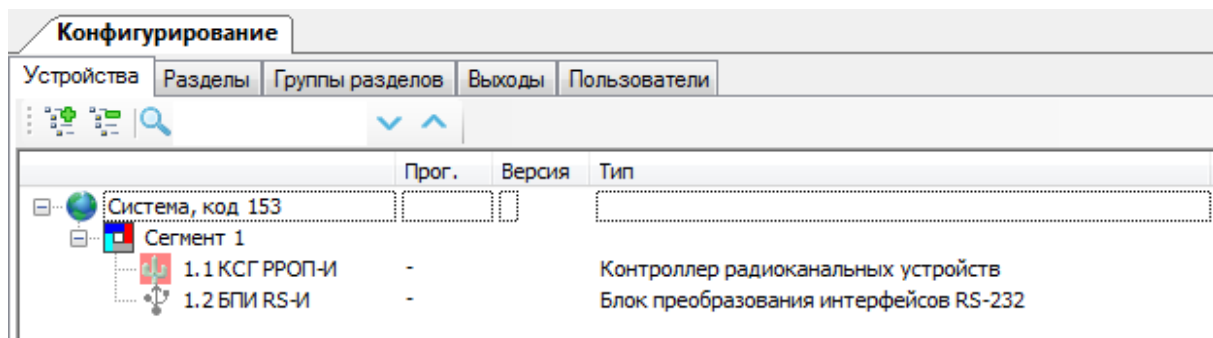 Конфигурирование
Устройства Разделы Группы разделов Выходы Пользователи
Прог. Версия Тип
Система, код 153
Сегмент 1
1.1 КСГ РРОП-И - Контроллер радиоканальных устройств
1.2 БПИ RS-И - Блок преобразования интерфейсов RS-232